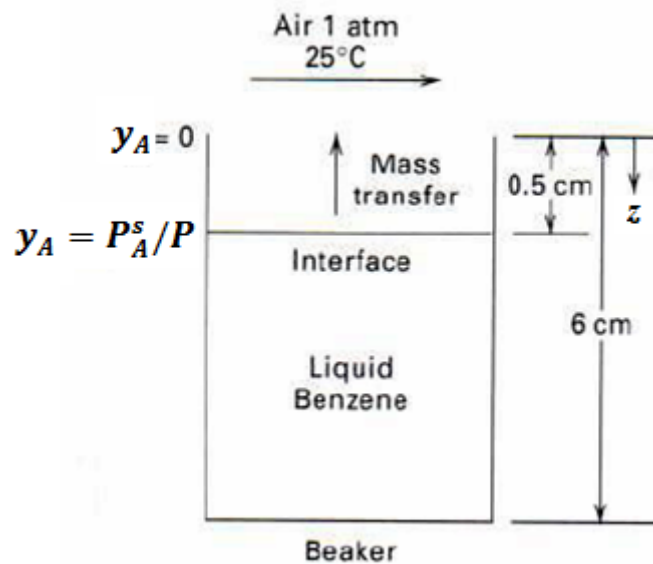 Air 1 atm
25°C
y_A = 0
Mass
transfer
0.5 cm
z
y_A = P_A^s/P
Interface
6 cm
Liquid
Benzene
Beaker